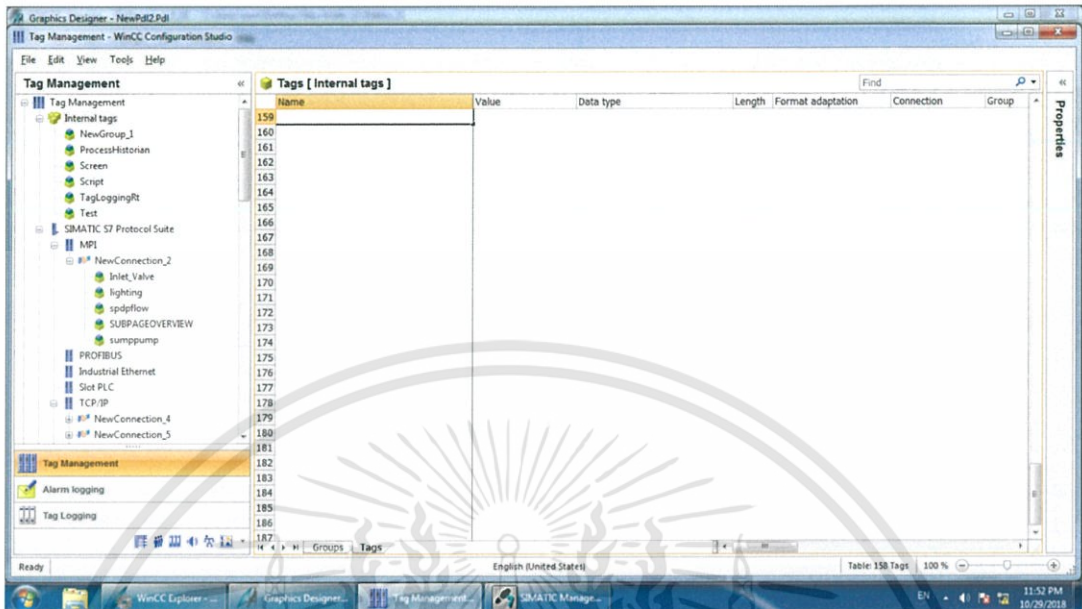 Graphics Designer - NewPdl2.Pdl
Tag Management - WinCC Configuration Studio
File Edit View Tools Help
Tag Management «
Tags [ Internal tags ]
Find
«
Tag Management
Internal tags
NewGroup_1
ProcessHistorian
Screen
Script
TagLoggingRt
Test
SIMATIC S7 Protocol Suite
MPI
NewConnection_2
Inlet_Valve
lighting
spdpflow
SUBPAGEOVERVIEW
sumppump
PROFIBUS
Industrial Ethernet
Slot PLC
TCP/IP
NewConnection_4
NewConnection_5
Tag Management
Alarm logging
Tag Logging
Name Value Data type Length Format adaptation Connection Group
159
160
161
162
163
164
165
166
167
168
169
170
171
172
173
174
175
176
177
178
179
180
181
182
183
184
185
186
187
Groups Tags
Properties
Ready English (United States) Table: 158 Tags 100 %
WinCC Explorer - ... Graphics Designer... Tag Management... SIMATIC Manage... EN 11:52 PM
10/29/2018